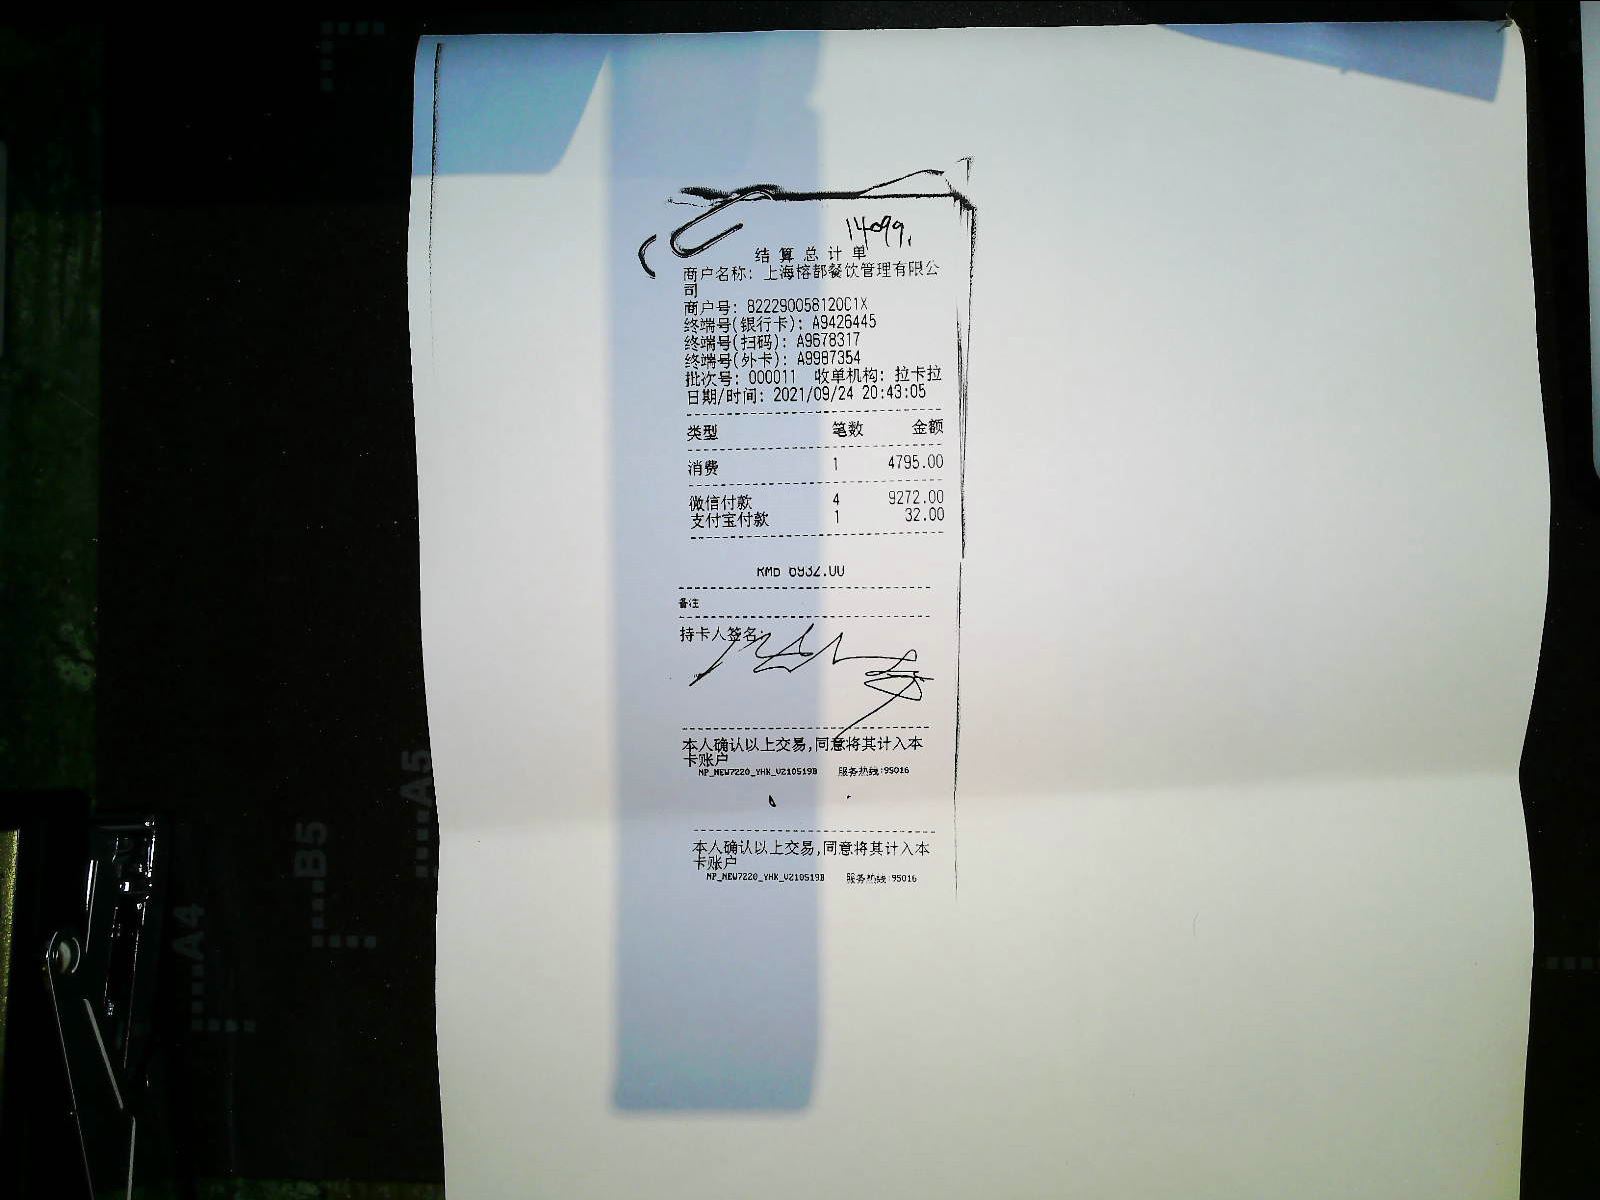 14099.
结算总计单
商户名称: 上海榕都餐饮管理有限公
司
商户号: 82229005812001X
终端号(银行卡): A9426445
终端号(扫码): A9678317
终端号(外卡): A9987354
批次号: 000011 收单机构: 拉卡拉
日期/时间: 2021/09/24 20:43:05
类型 笔数 金额
消费 1 4795.00
微信付款 4 9272.00
支付宝付款 1 32.00
RMB 6932.00
备注
持卡人签名:
本人确认以上交易,同意将其计入本
卡账户
NP_NEW7220_YHK_V210519B 服务热线:95016
本人确认以上交易,同意将其计入本
卡账户
NP_NEW7220_YHK_V210519B 服务热线:95016
A5
B5
A4